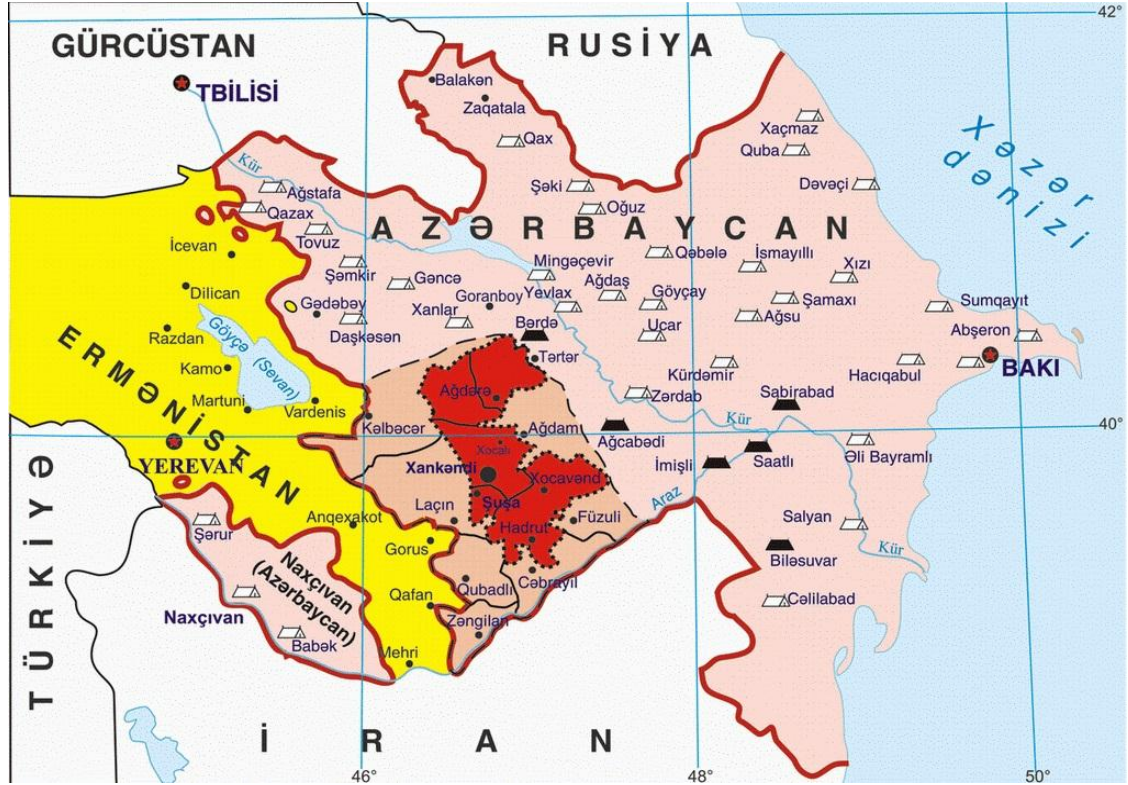 42°
GÜRCÜSTAN
RUSİYA
TBİLİSİ
Balakən
Zaqatala
Qax
Xaçmaz
Quba
Xəzər
dənizi
Kür
Şəki
Dəvəçi
Ağstafa
Oğuz
Qazax
Tovuz
AZƏRBAYCAN
İcevan
Qəbələ
İsmayıllı
Xızı
Şəmkir
Gəncə
Mingəçevir
Ağdaş
Dilican
Gədəbəy
Goranboy
Yevlax
Göyçay
Şamaxı
Sumqayıt
Xanlar
Bərdə
Ucar
Ağsu
Abşeron
Razdan
Göyçə (Sevan)
Daşkəsən
Tərtər
Kamo
Kürdəmir
Hacıqabul
BAKI
ERMƏNİSTAN
Martuni
Vardenis
Ağdərə
Zərdab
Sabirabad
Kəlbəcər
Ağdam
Ağcabədi
Kür
40°
YEREVAN
Xocalı
Xankəndi
İmişli
Saatlı
Əli Bayramlı
TÜRKİYƏ
Xocavənd
Araz
Laçın
Şuşa
Anqexakot
Hadrut
Füzuli
Salyan
Şərur
Gorus
Biləsuvar
Kür
Naxçıvan
(Azərbaycan)
Qafan
Qubadlı
Cəbrayıl
Cəlilabad
Naxçıvan
Babək
Zəngilan
Mehri
İRAN
46°
48°
50°